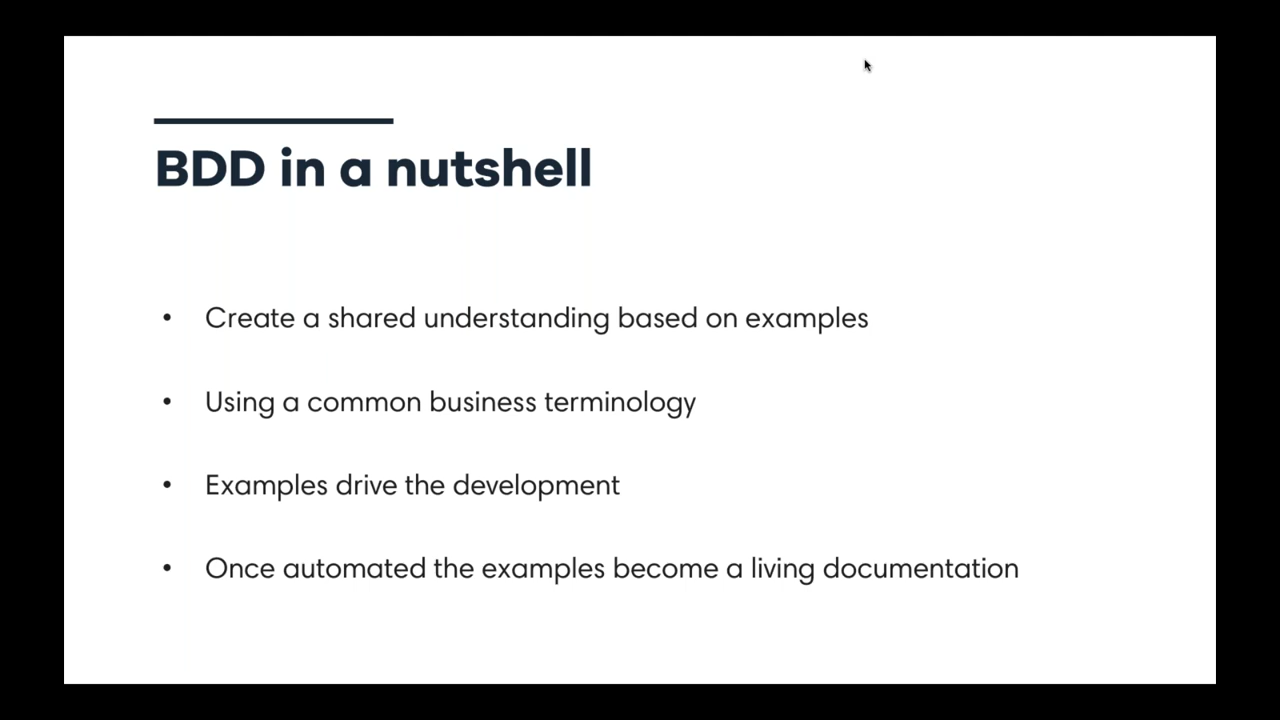 BDD in a nutshell
• Create a shared understanding based on examples
• Using a common business terminology
• Examples drive the development
• Once automated the examples become a living documentation